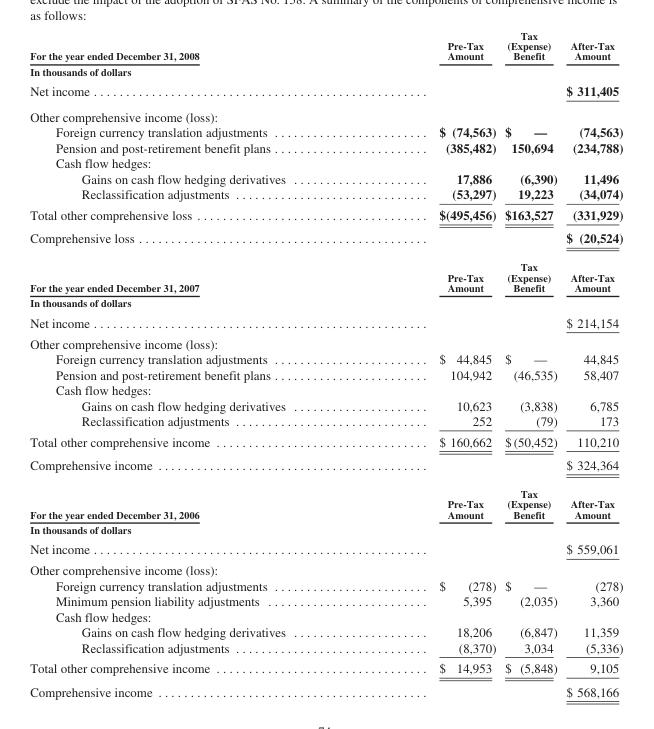 exclude the impact of the adoption of SFAS No. 158. A summary of the components of comprehensive income is
as follows:
For the year ended December 31, 2008 Pre-Tax Amount Tax (Expense) Benefit After-Tax Amount
In thousands of dollars
Net income $ 311,405
Other comprehensive income (loss):
Foreign currency translation adjustments $ (74,563) $ — (74,563)
Pension and post-retirement benefit plans (385,482) 150,694 (234,788)
Cash flow hedges:
Gains on cash flow hedging derivatives 17,886 (6,390) 11,496
Reclassification adjustments (53,297) 19,223 (34,074)
Total other comprehensive loss $(495,456) $163,527 (331,929)
Comprehensive loss $ (20,524)
For the year ended December 31, 2007 Pre-Tax Amount Tax (Expense) Benefit After-Tax Amount
In thousands of dollars
Net income $ 214,154
Other comprehensive income (loss):
Foreign currency translation adjustments $ 44,845 $ — 44,845
Pension and post-retirement benefit plans 104,942 (46,535) 58,407
Cash flow hedges:
Gains on cash flow hedging derivatives 10,623 (3,838) 6,785
Reclassification adjustments 252 (79) 173
Total other comprehensive income $ 160,662 $(50,452) 110,210
Comprehensive income $ 324,364
For the year ended December 31, 2006 Pre-Tax Amount Tax (Expense) Benefit After-Tax Amount
In thousands of dollars
Net income $ 559,061
Other comprehensive income (loss):
Foreign currency translation adjustments $ (278) $ — (278)
Minimum pension liability adjustments 5,395 (2,035) 3,360
Cash flow hedges:
Gains on cash flow hedging derivatives 18,206 (6,847) 11,359
Reclassification adjustments (8,370) 3,034 (5,336)
Total other comprehensive income $ 14,953 $ (5,848) 9,105
Comprehensive income $ 568,166